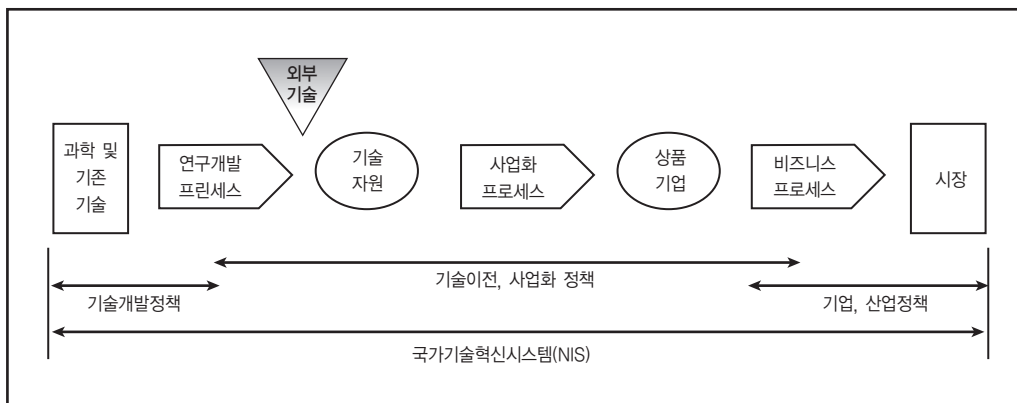 외부
기술
과학 및
기존
기술
연구개발
프린세스
기술
자원
사업화
프로세스
상품
기업
비즈니스
프로세스
시장
기술이전, 사업화 정책
기술개발정책
기업, 산업정책
국가기술혁신시스템(NIS)